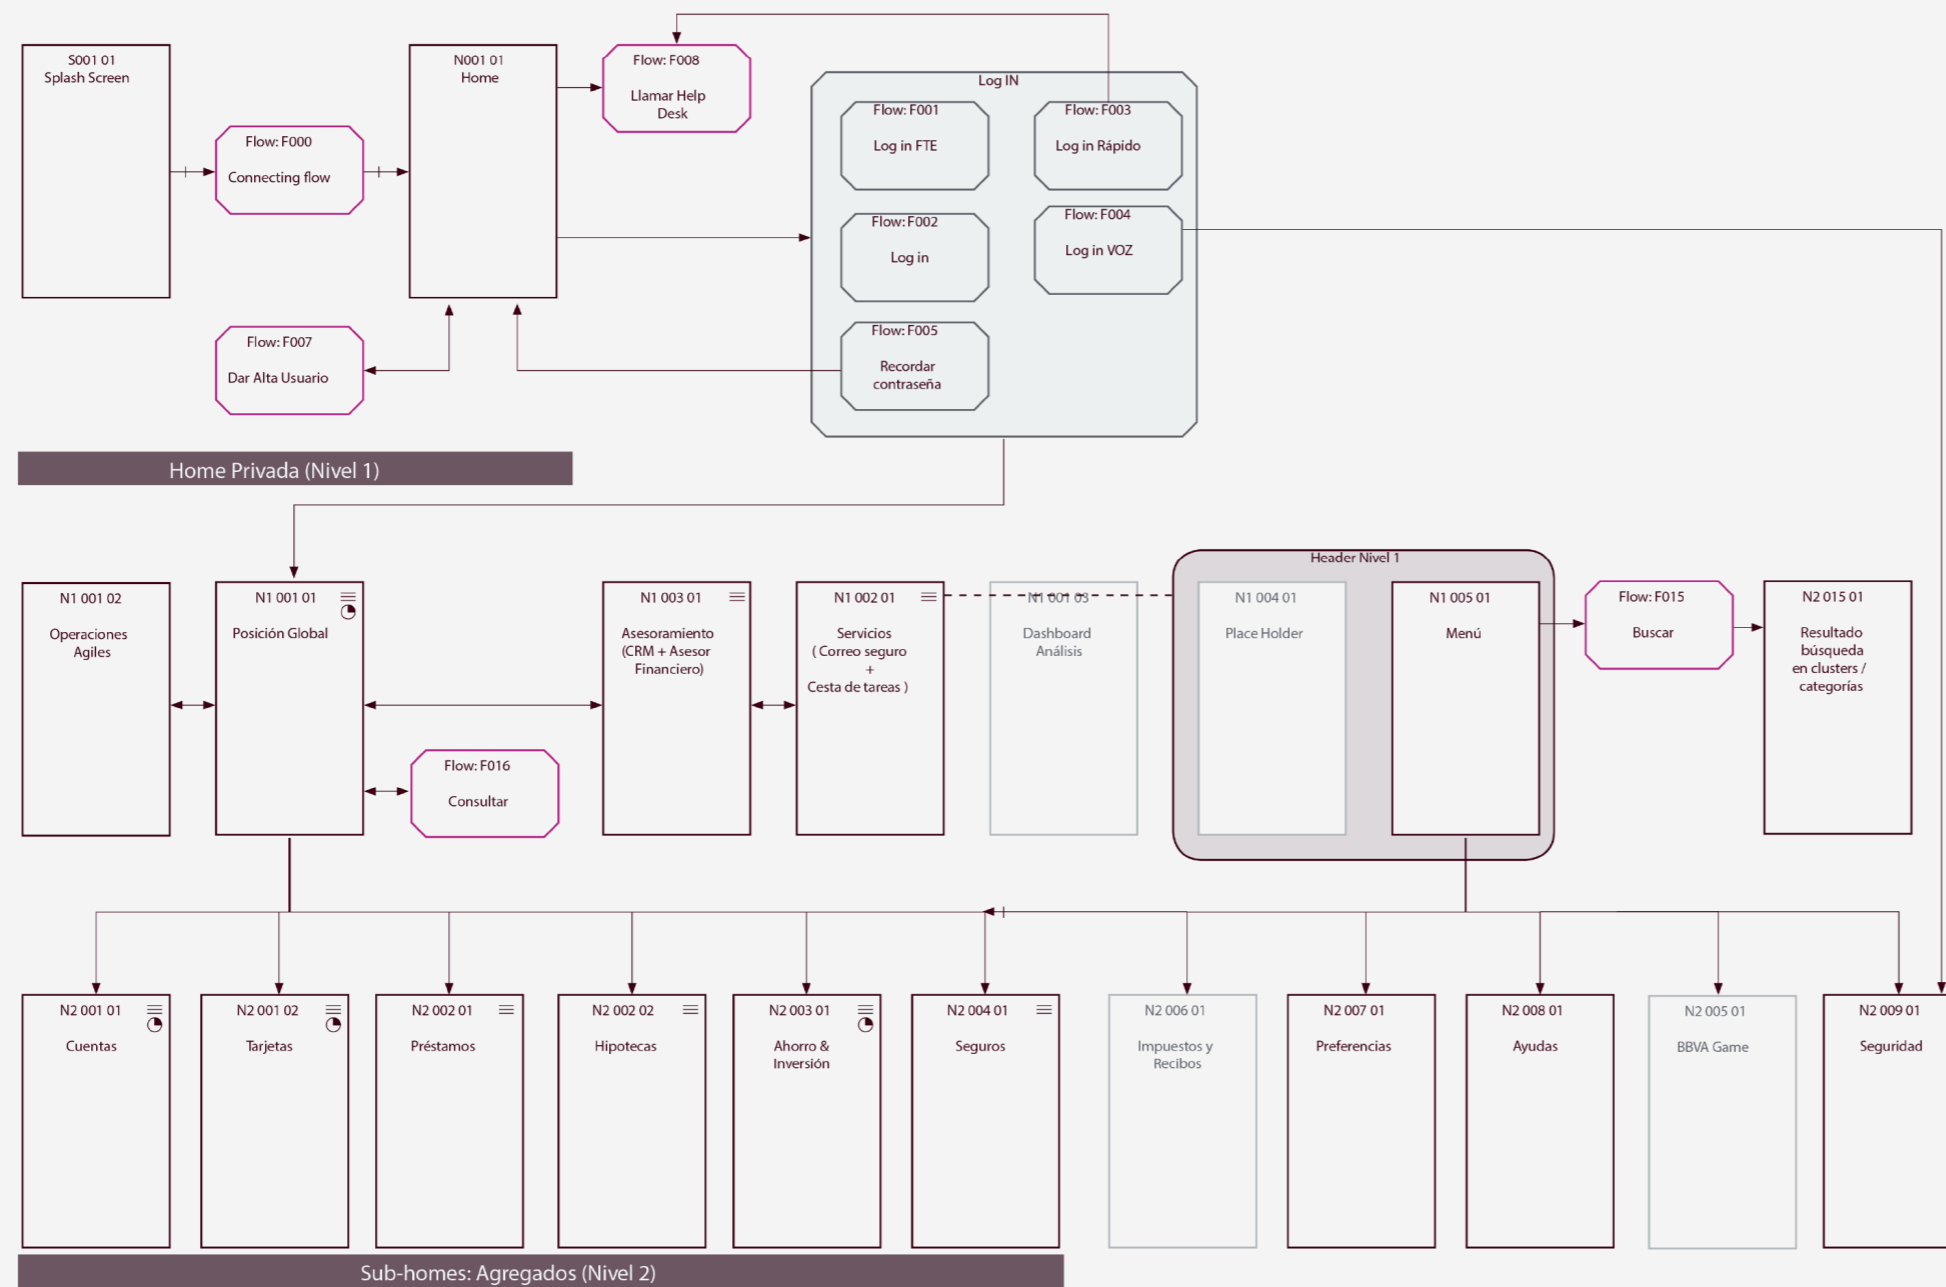 S001 01
Splash Screen
N001 01
Home
Flow: F008
Llamar Help
Desk
Log IN
Flow: F001
Log in FTE
Flow: F003
Log in Rápido
Flow: F000
Connecting flow
Flow: F002
Log in
Flow: F004
Log in VOZ
Flow: F007
Dar Alta Usuario
Flow: F005
Recordar
contraseña
Home Privada (Nivel 1)
Header Nivel 1
N1 001 02
Operaciones
Agiles
N1 001 01
Posición Global
N1 003 01
Asesoramiento
(CRM + Asesor
Financiero)
N1 002 01
Servicios
( Correo seguro
+
Cesta de tareas )
N1 001 03
Dashboard
Análisis
N1 004 01
Place Holder
N1 005 01
Menú
Flow: F015
Buscar
N2 015 01
Resultado
búsqueda
en clusters /
categorías
Flow: F016
Consultar
N2 001 01
Cuentas
N2 001 02
Tarjetas
N2 002 01
Préstamos
N2 002 02
Hipotecas
N2 003 01
Ahorro &
Inversión
N2 004 01
Seguros
N2 006 01
Impuestos y
Recibos
N2 007 01
Preferencias
N2 008 01
Ayudas
N2 005 01
BBVA Game
N2 009 01
Seguridad
Sub-homes: Agregados (Nivel 2)